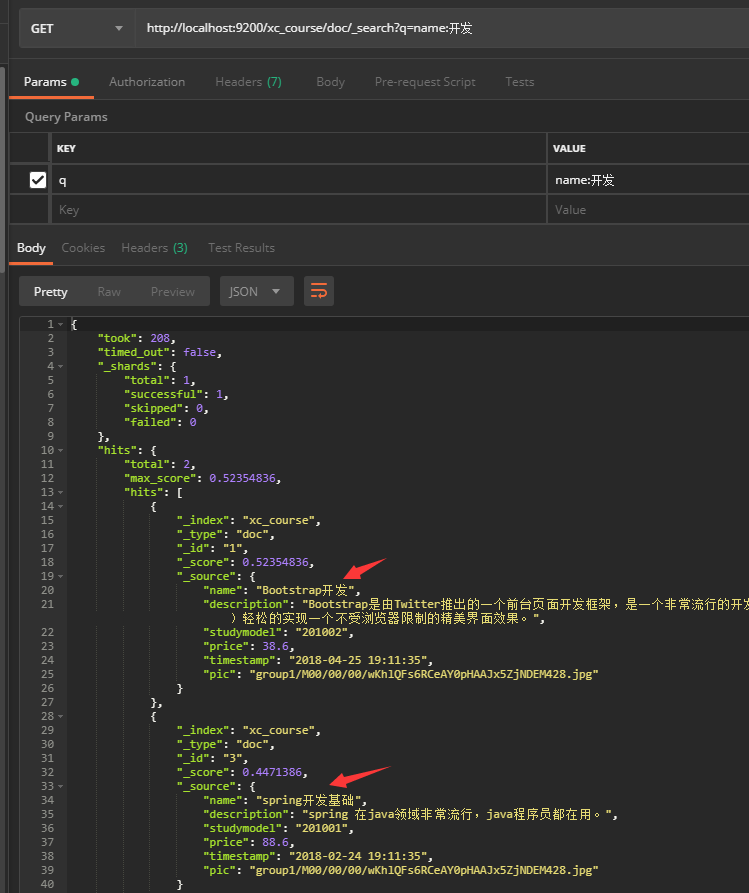 GET http://localhost:9200/xc_course/doc/_search?q=name:开发
Params Authorization Headers (7) Body Pre-request Script Tests
Query Params
KEY VALUE
q name:开发
Key Value
Body Cookies Headers (3) Test Results
Pretty Raw Preview JSON
1 {
2 "took": 208,
3 "timed_out": false,
4 "_shards": {
5 "total": 1,
6 "successful": 1,
7 "skipped": 0,
8 "failed": 0
9 },
10 "hits": {
11 "total": 2,
12 "max_score": 0.52354836,
13 "hits": [
14 {
15 "_index": "xc_course",
16 "_type": "doc",
17 "_id": "1",
18 "_score": 0.52354836,
19 "_source": {
20 "name": "Bootstrap开发",
21 "description": "Bootstrap是由Twitter推出的一个前台页面开发框架，是一个非常流行的开发
）轻松的实现一个不受浏览器限制的精美界面效果。",
22 "studymodel": "201002",
23 "price": 38.6,
24 "timestamp": "2018-04-25 19:11:35",
25 "pic": "group1/M00/00/00/wKhlQFs6RCeAY0pHAAJx5ZjNDEM428.jpg"
26 }
27 },
28 {
29 "_index": "xc_course",
30 "_type": "doc",
31 "_id": "3",
32 "_score": 0.4471386,
33 "_source": {
34 "name": "spring开发基础",
35 "description": "spring 在java领域非常流行，java程序员都在用。",
36 "studymodel": "201001",
37 "price": 88.6,
38 "timestamp": "2018-02-24 19:11:35",
39 "pic": "group1/M00/00/00/wKhlQFs6RCeAY0pHAAJx5ZjNDEM428.jpg"
40 }